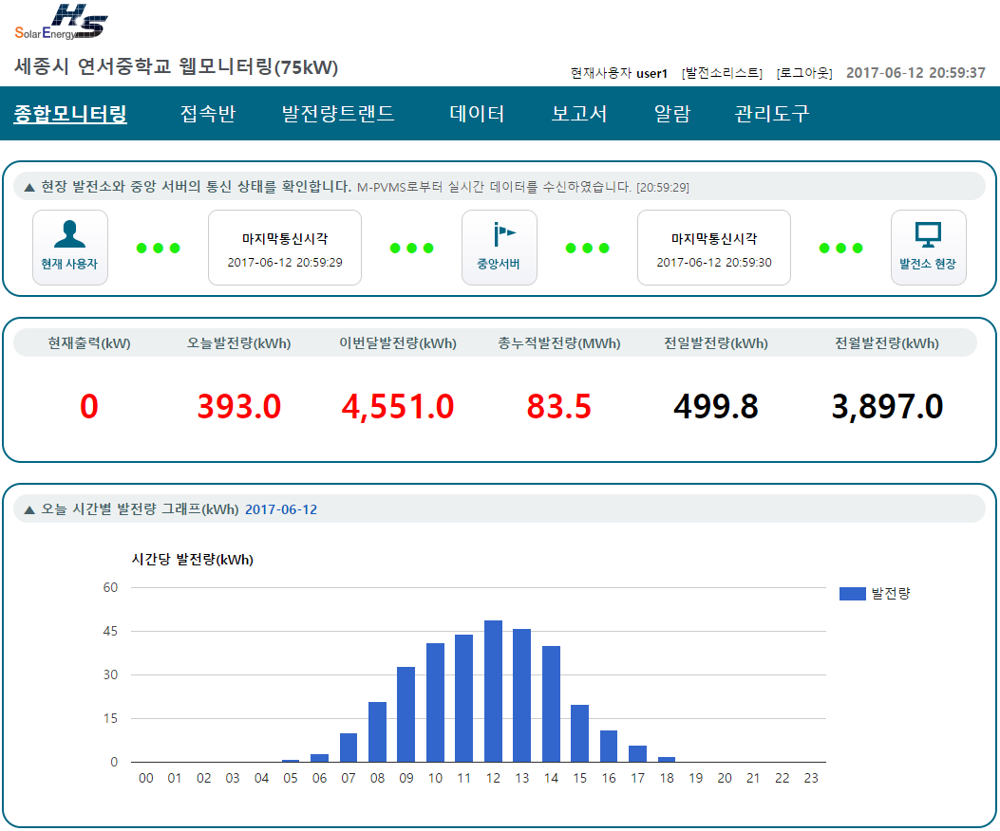 HS
Solar Energy
세종시 연서중학교 웹모니터링(75kW)
현재사용자 user1 [발전소리스트] [로그아웃] 2017-06-12 20:59:37
종합모니터링 접속반 발전량트랜드 데이터 보고서 알람 관리도구
▲ 현장 발전소와 중앙 서버의 통신 상태를 확인합니다. M-PVMS로부터 실시간 데이터를 수신하였습니다. [20:59:29]
현재 사용자
마지막통신시각
2017-06-12 20:59:29
중앙서버
마지막통신시각
2017-06-12 20:59:30
발전소 현장
현재출력(kW) 오늘발전량(kWh) 이번달발전량(kWh) 총누적발전량(MWh) 전일발전량(kWh) 전월발전량(kWh)
0 393.0 4,551.0 83.5 499.8 3,897.0
▲ 오늘 시간별 발전량 그래프(kWh) 2017-06-12
시간당 발전량(kWh)
60
45
30
15
0
발전량
00 01 02 03 04 05 06 07 08 09 10 11 12 13 14 15 16 17 18 19 20 21 22 23